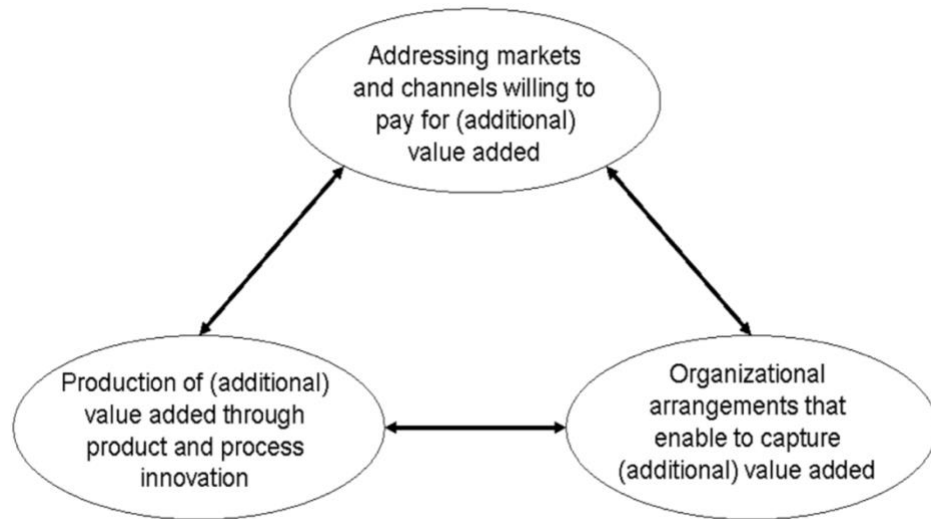 Addressing markets
and channels willing to
pay for (additional)
value added
Production of (additional)
value added through
product and process
innovation
Organizational
arrangements that
enable to capture
(additional) value added